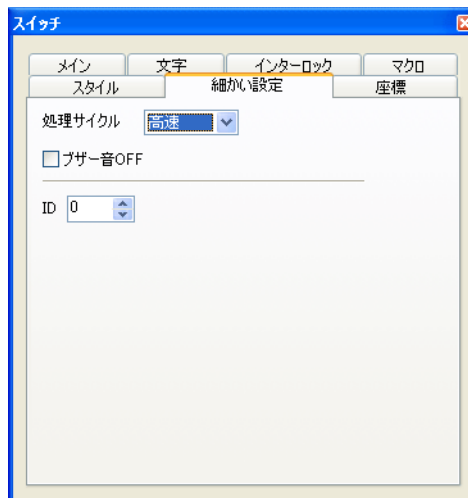 スイッチ
メイン 文字 インターロック マクロ
スタイル 細かい設定 座標
処理サイクル 高速
ブザー音OFF
ID 0